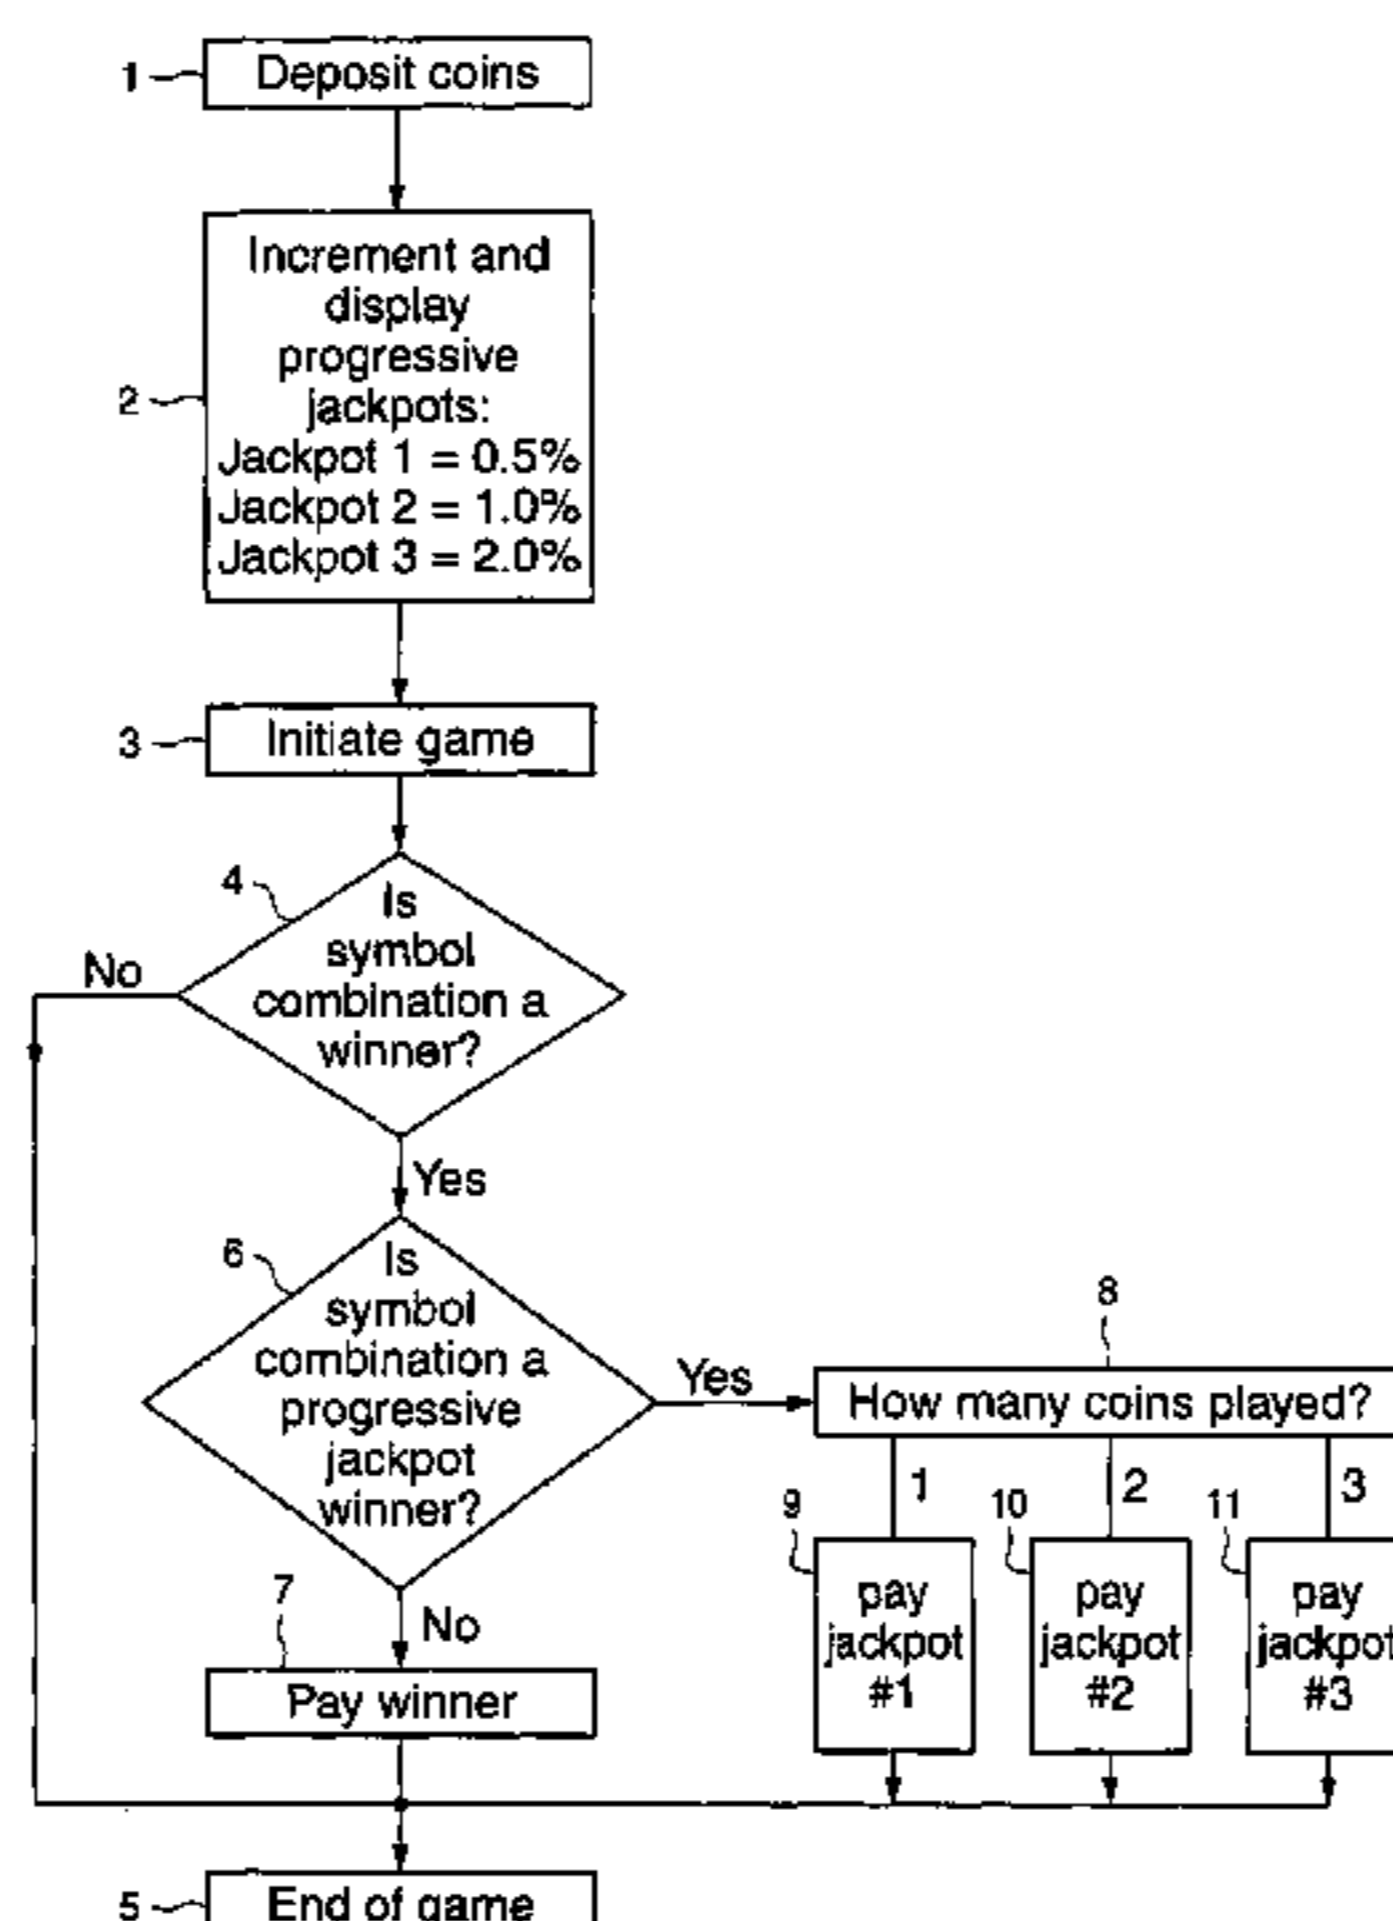 1
Deposit coins
2
Increment and
display
progressive
jackpots:
Jackpot 1 = 0.5%
Jackpot 2 = 1.0%
Jackpot 3 = 2.0%
3
Initiate game
4
Is
symbol
combination a
winner?
No
Yes
6
Is
symbol
combination a
progressive
jackpot
winner?
Yes
8
How many coins played?
1
2
3
9
pay
jackpot
#1
10
pay
jackpot
#2
11
pay
jackpot
#3
No
7
Pay winner
5
End of game